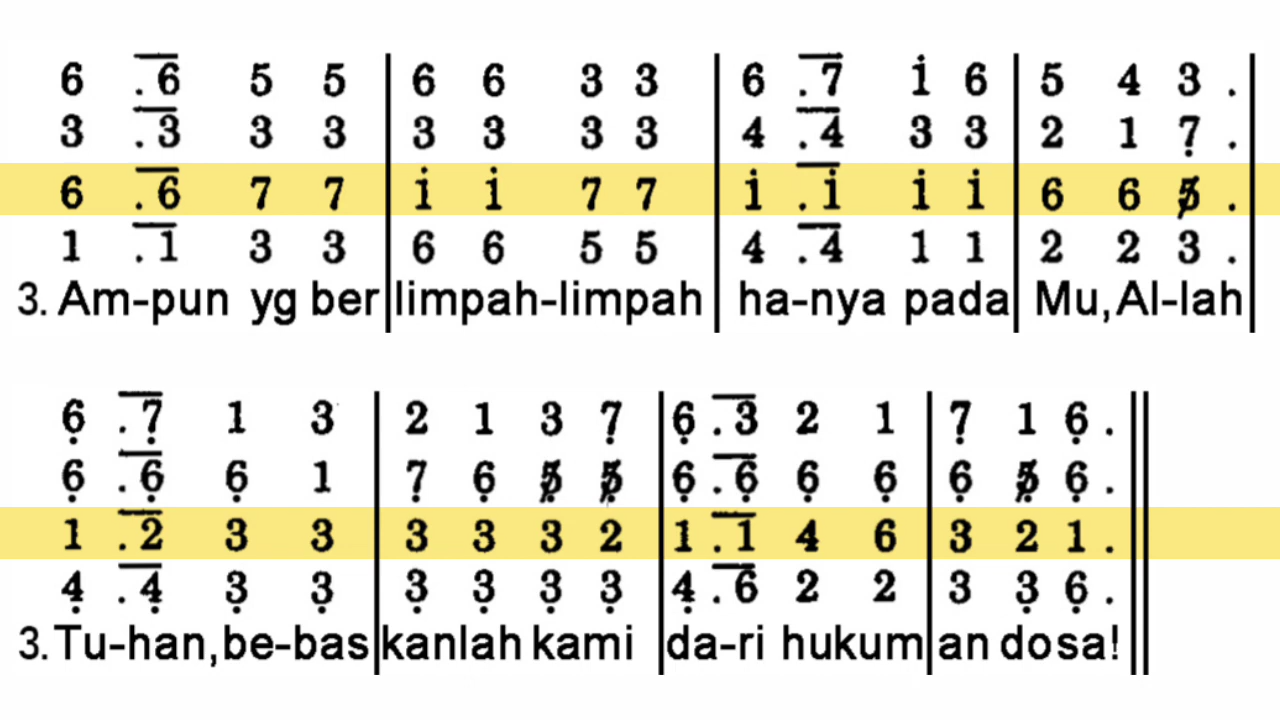 6 .6 5 5 | 6 6 3 3 | 6 .7 i 6 | 5 4 3 . |
3 .3 3 3 | 3 3 3 3 | 4 .4 3 3 | 2 1 7̣ . |
6 .6 7 7 | i i 7 7 | i .i i i | 6 6 5̸ . |
1 .1 3 3 | 6 6 5 5 | 4 .4 1 1 | 2 2 3 . |
3. Am-pun yg ber|limpah-limpah | ha-nya pada| Mu,Al-lah|
6̣ .7̣ 1 3 | 2 1 3 7̣ | 6̣ .3 2 1 | 7̣ 1 6̣ . ||
6̣ .6̣ 6̣ 1 | 7̣ 6̣ 5̸̣ 5̸̣ | 6̣ .6̣ 6̣ 6̣ | 6̣ 5̸̣ 6̣ . ||
1 .2 3 3 | 3 3 3 2 | 1 .1 4 6 | 3 2 1 . ||
4̣ .4̣ 3̣ 3̣ | 3̣ 3̣ 3̣ 3̣ | 4̣ .6 2 2 | 3 3̣ 6̣ . ||
3.Tu-han,be-bas|kanlah kami |da-ri hukum|an dosa!||